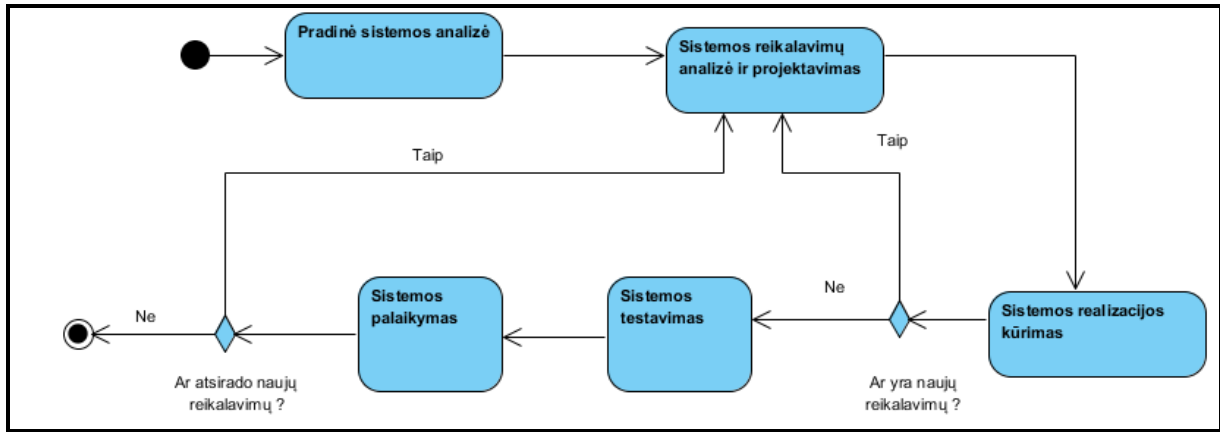 Pradinė sistemos analizė
Sistemos reikalavimų
analizė ir projektavimas
Taip
Taip
Sistemos realizacijos
kūrimas
Ne
Ar yra naujų
reikalavimų ?
Sistemos
testavimas
Sistemos
palaikymas
Ne
Ar atsirado naujų
reikalavimų ?